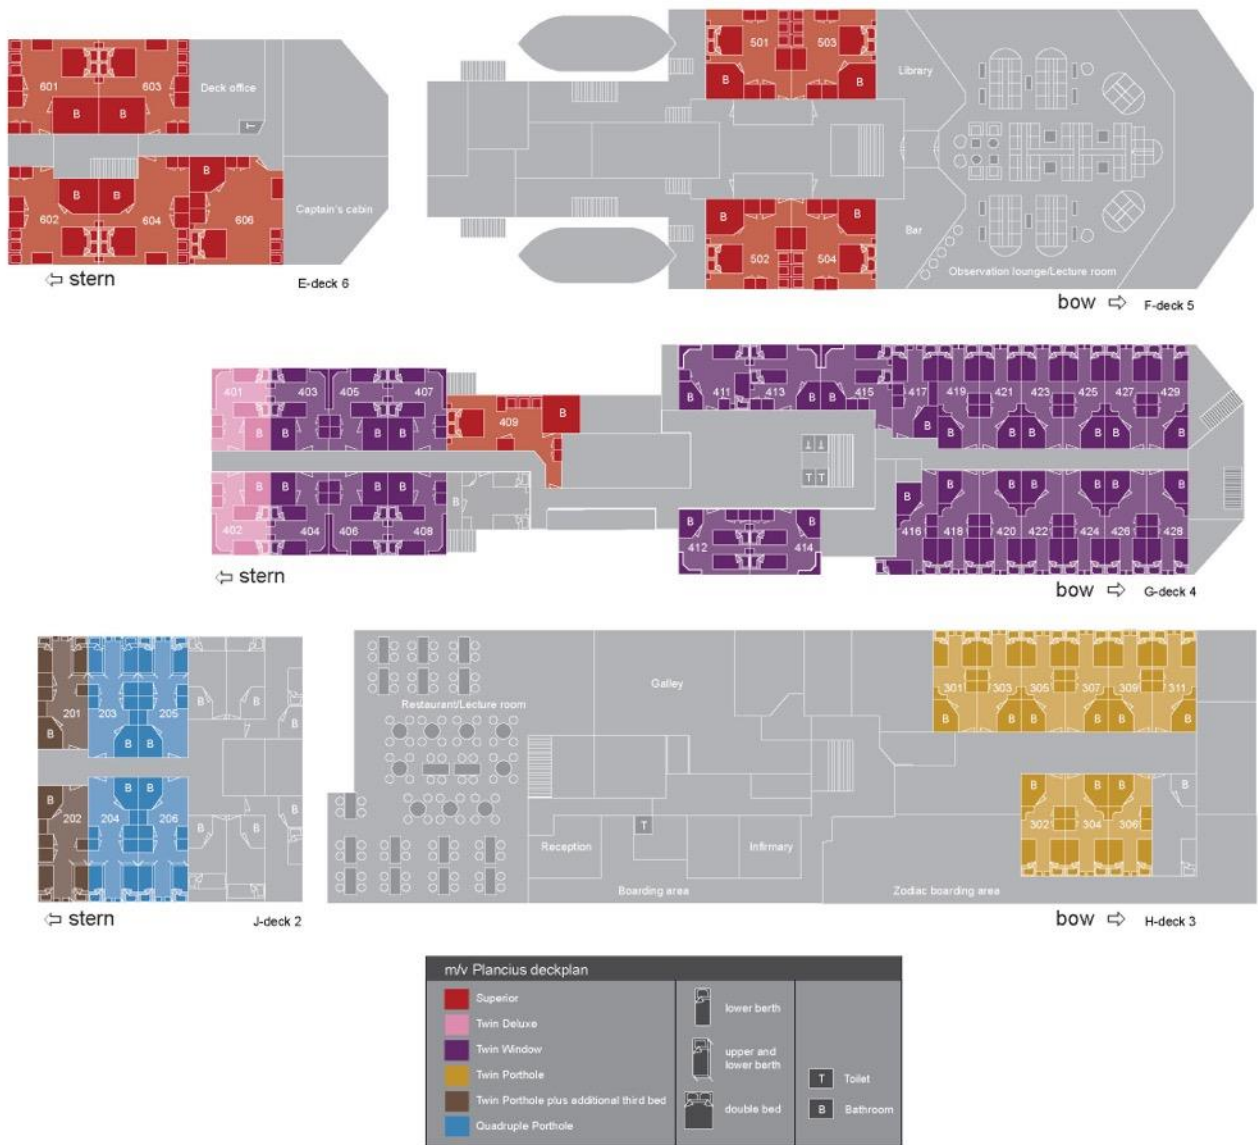 601 603 Deck office
B B
T
B B B
602 604 606 Captain's cabin
⇦ stern
E-deck 6
501 503
B B Library
B B Bar
502 504
Observation lounge/Lecture room
bow ⇨ F-deck 5
401 403 405 407
409 B
411 413 415 417 419 421 423 425 427 429
B B B B
B B B B B B B B B B
T T
T T
B B B B B
B B B B B B B B B
402 404 406 408
412 414
416 418 420 422 424 426 428
⇦ stern
bow ⇨ G-deck 4
201 203 205
B B B B B B
B B B B B B
202 204 206
⇦ stern J-deck 2
Restaurant/Lecture room
Galley
301 303 305 307 309 311
B B B B B B
B B B B
302 304 306
T
Reception Infirmary
Boarding area Zodiac boarding area
bow ⇨ H-deck 3
m/v Plancius deckplan
Superior
Twin Deluxe
Twin Window
Twin Porthole
Twin Porthole plus additional third bed
Quadruple Porthole
lower berth
upper and
lower berth
double bed
T Toilet
B Bathroom